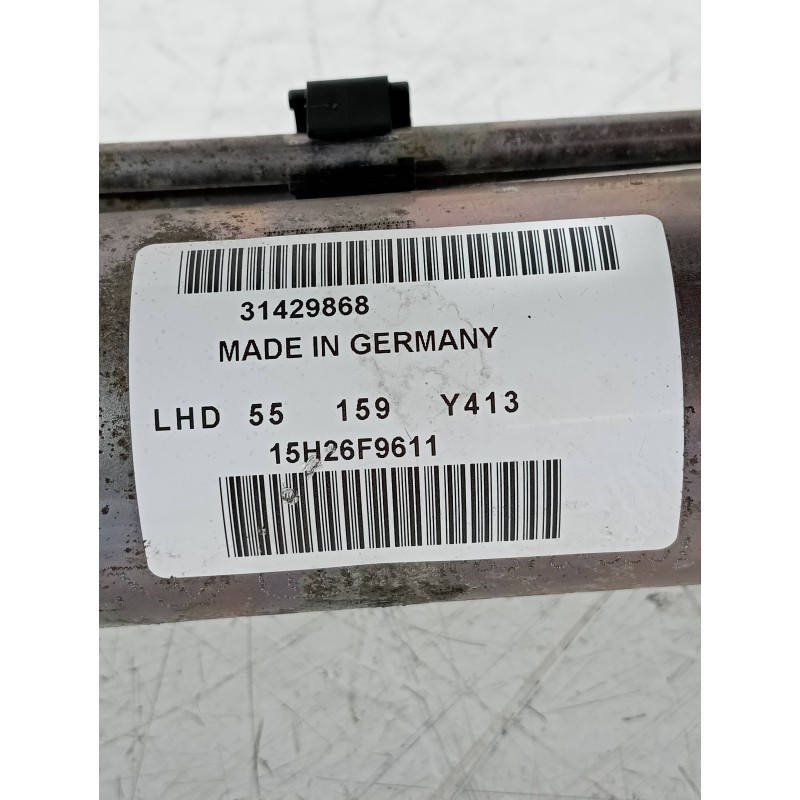 31429868
MADE IN GERMANY
LHD 55 159 Y413
15H26F9611